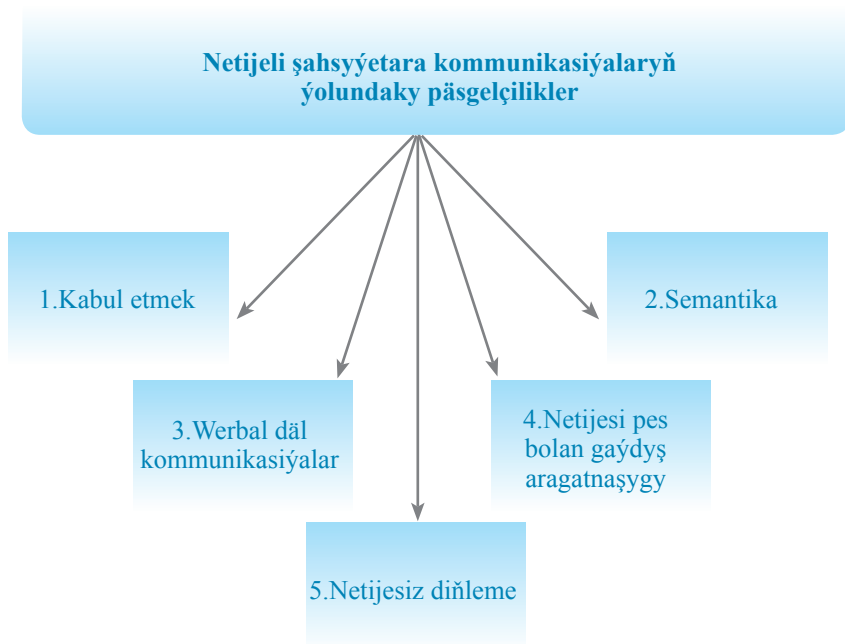 Netijeli şahsyýetara kommunikasiýalaryň
ýolundaky päsgelçilikler
1.Kabul etmek
2.Semantika
3.Werbal däl
kommunikasiýalar
4.Netijesi pes
bolan gaýdyş
aragatnaşygy
5.Netijesiz diňleme